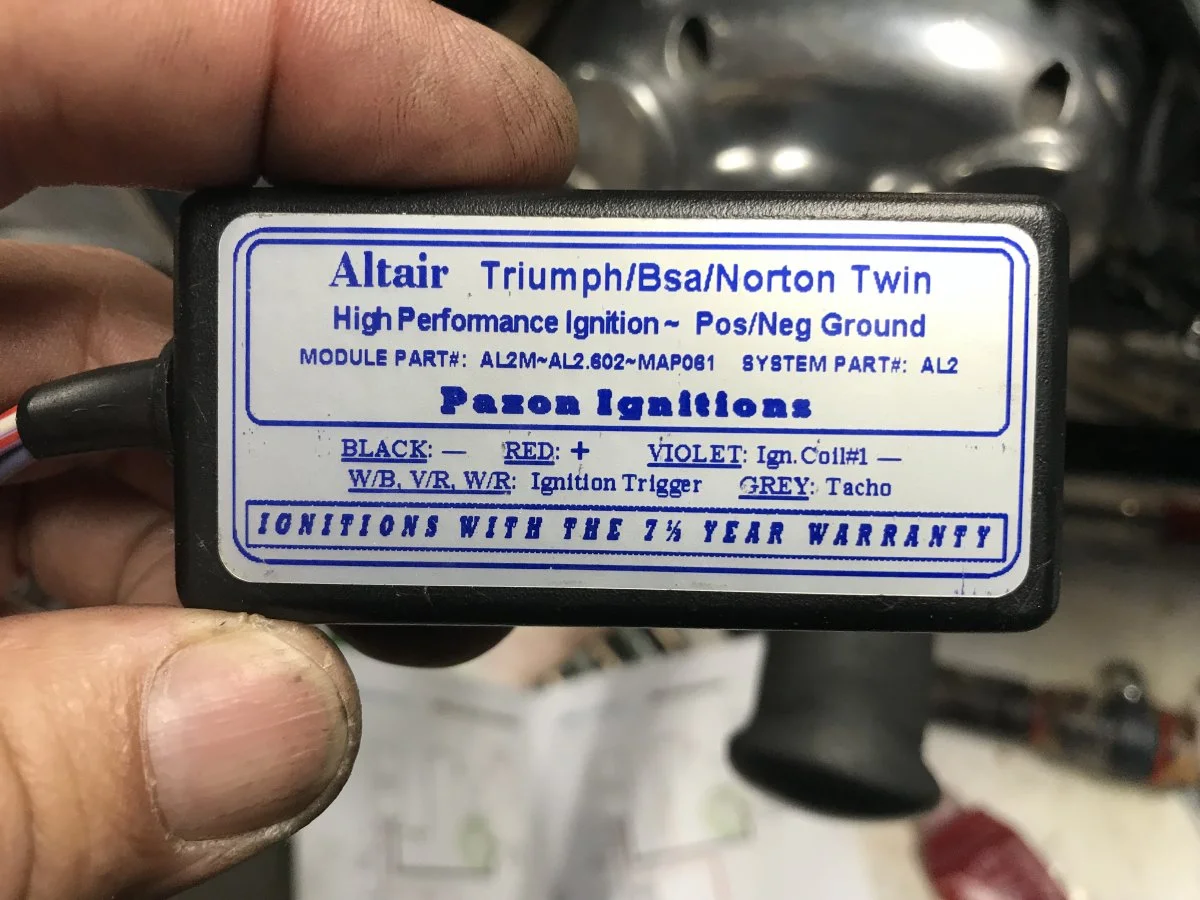 Altair Triumph/Bsa/Norton Twin
High Performance Ignition ~ Pos/Neg Ground
MODULE PART#: AL2M~AL2.602~MAP061 SYSTEM PART#: AL2
Pazon Ignitions
BLACK: — RED: + VIOLET: Ign.Coil#1 —
W/B, V/R, W/R: Ignition Trigger GREY: Tacho
IGNITIONS WITH THE 7½ YEAR WARRANTY